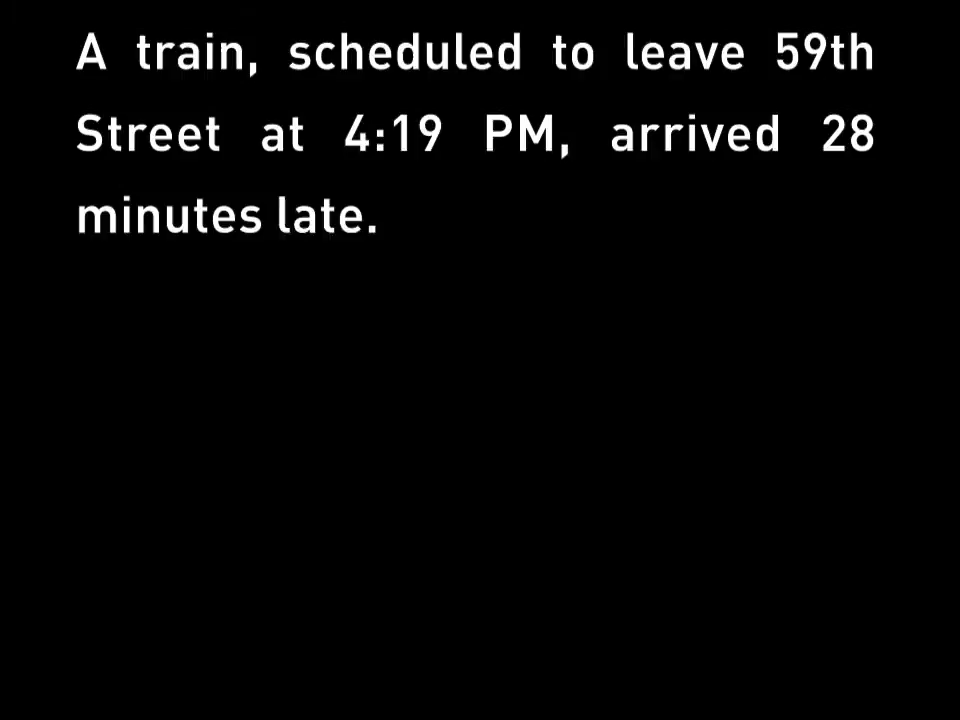 A train, scheduled to leave 59th
Street at 4:19 PM, arrived 28
minutes late.